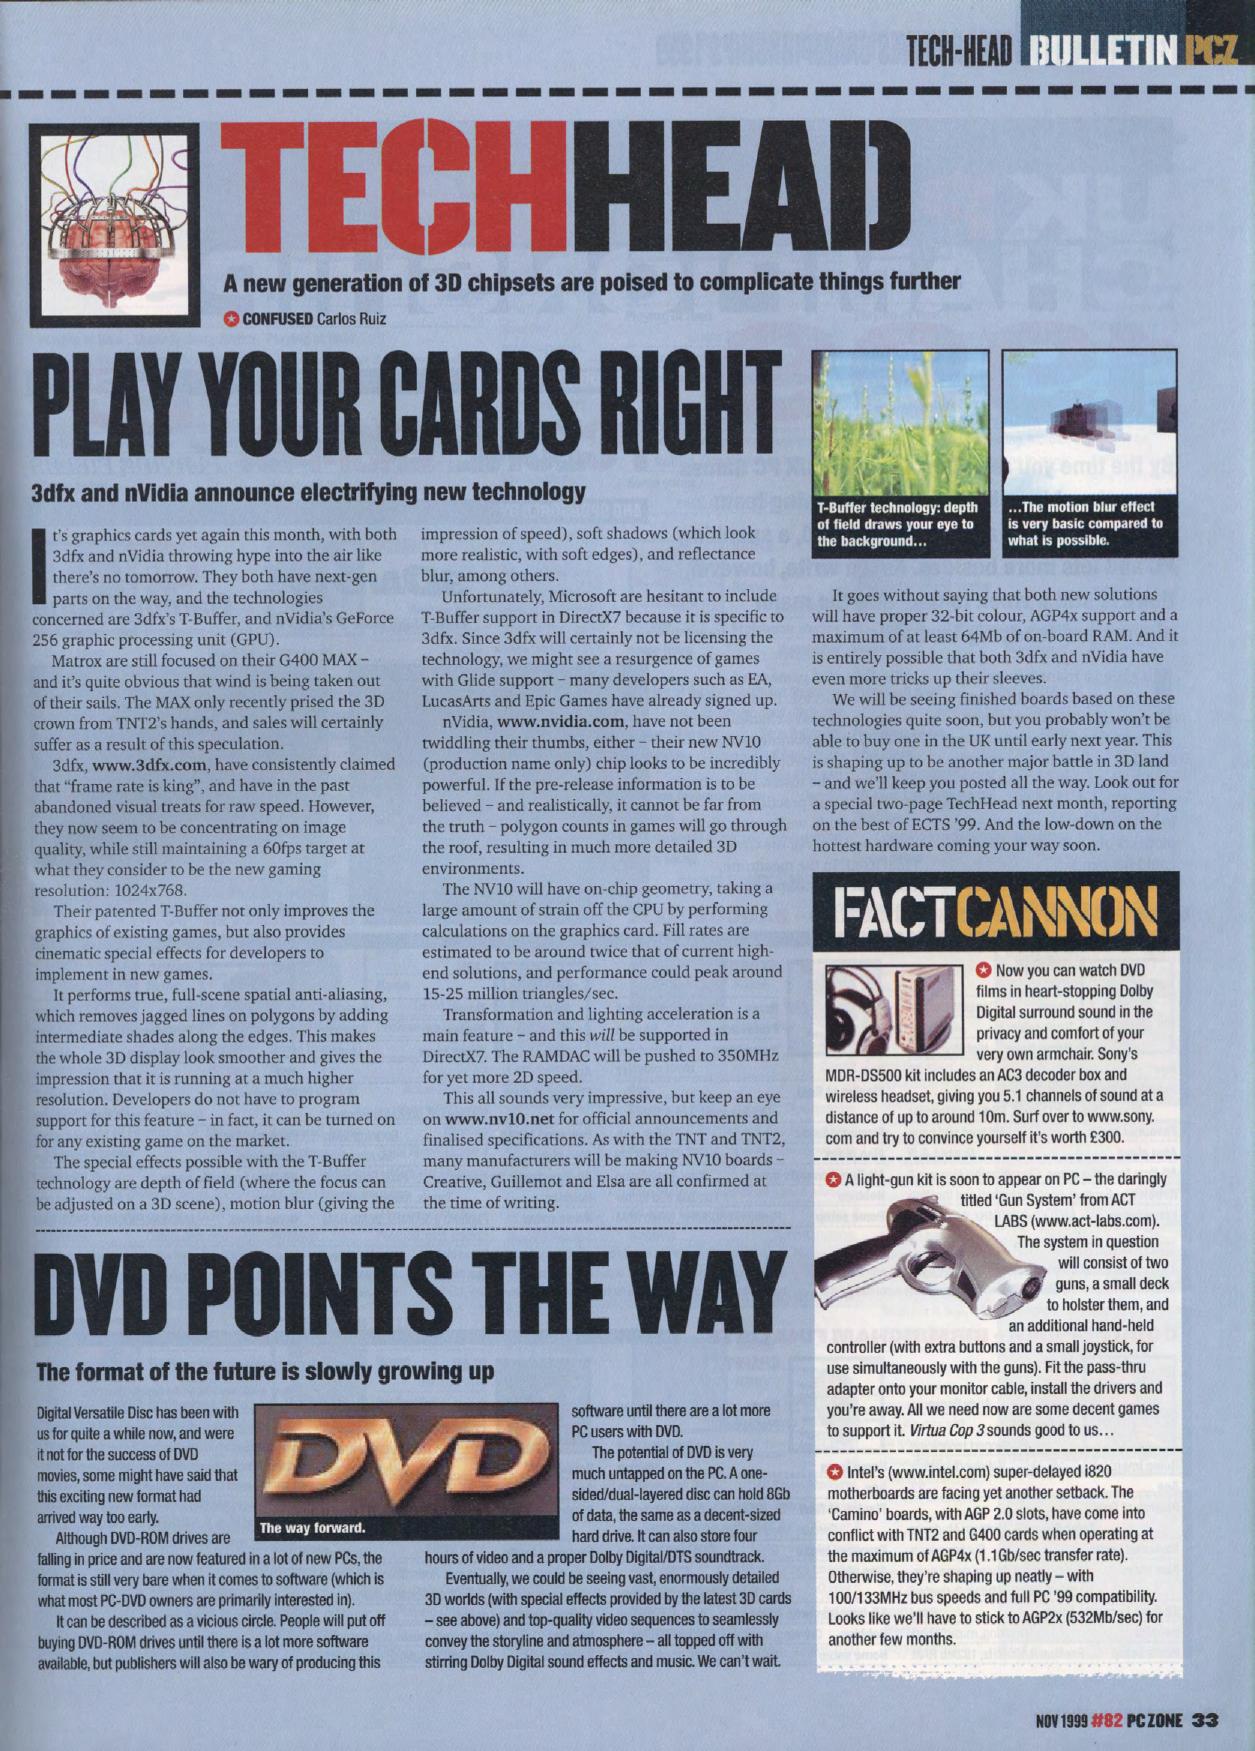 TECH-HEAD BULLETIN PCZ
TECHHEAD
A new generation of 3D chipsets are poised to complicate things further
CONFUSED Carlos Ruiz
PLAY YOUR CARDS RIGHT
3dfx and nVidia announce electrifying new technology
It's graphics cards yet again this month, with both
3dfx and nVidia throwing hype into the air like
there's no tomorrow. They both have next-gen
parts on the way, and the technologies
concerned are 3dfx's T-Buffer, and nVidia's GeForce
256 graphic processing unit (GPU).
Matrox are still focused on their G400 MAX –
and it's quite obvious that wind is being taken out
of their sails. The MAX only recently prised the 3D
crown from TNT2's hands, and sales will certainly
suffer as a result of this speculation.
3dfx, www.3dfx.com, have consistently claimed
that "frame rate is king", and have in the past
abandoned visual treats for raw speed. However,
they now seem to be concentrating on image
quality, while still maintaining a 60fps target at
what they consider to be the new gaming
resolution: 1024x768.
Their patented T-Buffer not only improves the
graphics of existing games, but also provides
cinematic special effects for developers to
implement in new games.
It performs true, full-scene spatial anti-aliasing,
which removes jagged lines on polygons by adding
intermediate shades along the edges. This makes
the whole 3D display look smoother and gives the
impression that it is running at a much higher
resolution. Developers do not have to program
support for this feature – in fact, it can be turned on
for any existing game on the market.
The special effects possible with the T-Buffer
technology are depth of field (where the focus can
be adjusted on a 3D scene), motion blur (giving the
impression of speed), soft shadows (which look
more realistic, with soft edges), and reflectance
blur, among others.
Unfortunately, Microsoft are hesitant to include
T-Buffer support in DirectX7 because it is specific to
3dfx. Since 3dfx will certainly not be licensing the
technology, we might see a resurgence of games
with Glide support – many developers such as EA,
LucasArts and Epic Games have already signed up.
nVidia, www.nvidia.com, have not been
twiddling their thumbs, either – their new NV10
(production name only) chip looks to be incredibly
powerful. If the pre-release information is to be
believed – and realistically, it cannot be far from
the truth – polygon counts in games will go through
the roof, resulting in much more detailed 3D
environments.
The NV10 will have on-chip geometry, taking a
large amount of strain off the CPU by performing
calculations on the graphics card. Fill rates are
estimated to be around twice that of current high-
end solutions, and performance could peak around
15-25 million triangles/sec.
Transformation and lighting acceleration is a
main feature – and this will be supported in
DirectX7. The RAMDAC will be pushed to 350MHz
for yet more 2D speed.
This all sounds very impressive, but keep an eye
on www.nv10.net for official announcements and
finalised specifications. As with the TNT and TNT2,
many manufacturers will be making NV10 boards –
Creative, Guillemot and Elsa are all confirmed at
the time of writing.
T-Buffer technology: depth
of field draws your eye to
the background...
...The motion blur effect
is very basic compared to
what is possible.
It goes without saying that both new solutions
will have proper 32-bit colour, AGP4x support and a
maximum of at least 64Mb of on-board RAM. And it
is entirely possible that both 3dfx and nVidia have
even more tricks up their sleeves.
We will be seeing finished boards based on these
technologies quite soon, but you probably won't be
able to buy one in the UK until early next year. This
is shaping up to be another major battle in 3D land
– and we'll keep you posted all the way. Look out for
a special two-page TechHead next month, reporting
on the best of ECTS '99. And the low-down on the
hottest hardware coming your way soon.
FACTCANNON
Now you can watch DVD
films in heart-stopping Dolby
Digital surround sound in the
privacy and comfort of your
very own armchair. Sony's
MDR-DS500 kit includes an AC3 decoder box and
wireless headset, giving you 5.1 channels of sound at a
distance of up to around 10m. Surf over to www.sony.
com and try to convince yourself it's worth £300.
A light-gun kit is soon to appear on PC – the daringly
titled 'Gun System' from ACT
LABS (www.act-labs.com).
The system in question
will consist of two
guns, a small deck
to holster them, and
an additional hand-held
controller (with extra buttons and a small joystick, for
use simultaneously with the guns). Fit the pass-thru
adapter onto your monitor cable, install the drivers and
you're away. All we need now are some decent games
to support it. Virtua Cop 3 sounds good to us...
Intel's (www.intel.com) super-delayed i820
motherboards are facing yet another setback. The
'Camino' boards, with AGP 2.0 slots, have come into
conflict with TNT2 and G400 cards when operating at
the maximum of AGP4x (1.1Gb/sec transfer rate).
Otherwise, they're shaping up neatly – with
100/133MHz bus speeds and full PC '99 compatibility.
Looks like we'll have to stick to AGP2x (532Mb/sec) for
another few months.
DVD POINTS THE WAY
The format of the future is slowly growing up
Digital Versatile Disc has been with
us for quite a while now, and were
it not for the success of DVD
movies, some might have said that
this exciting new format had
arrived way too early.
Although DVD-ROM drives are
falling in price and are now featured in a lot of new PCs, the
format is still very bare when it comes to software (which is
what most PC-DVD owners are primarily interested in).
It can be described as a vicious circle. People will put off
buying DVD-ROM drives until there is a lot more software
available, but publishers will also be wary of producing this
DVD
The way forward.
software until there are a lot more
PC users with DVD.
The potential of DVD is very
much untapped on the PC. A one-
sided/dual-layered disc can hold 8Gb
of data, the same as a decent-sized
hard drive. It can also store four
hours of video and a proper Dolby Digital/DTS soundtrack.
Eventually, we could be seeing vast, enormously detailed
3D worlds (with special effects provided by the latest 3D cards
– see above) and top-quality video sequences to seamlessly
convey the storyline and atmosphere – all topped off with
stirring Dolby Digital sound effects and music. We can't wait.
NOV 1999 #82 PC ZONE 33